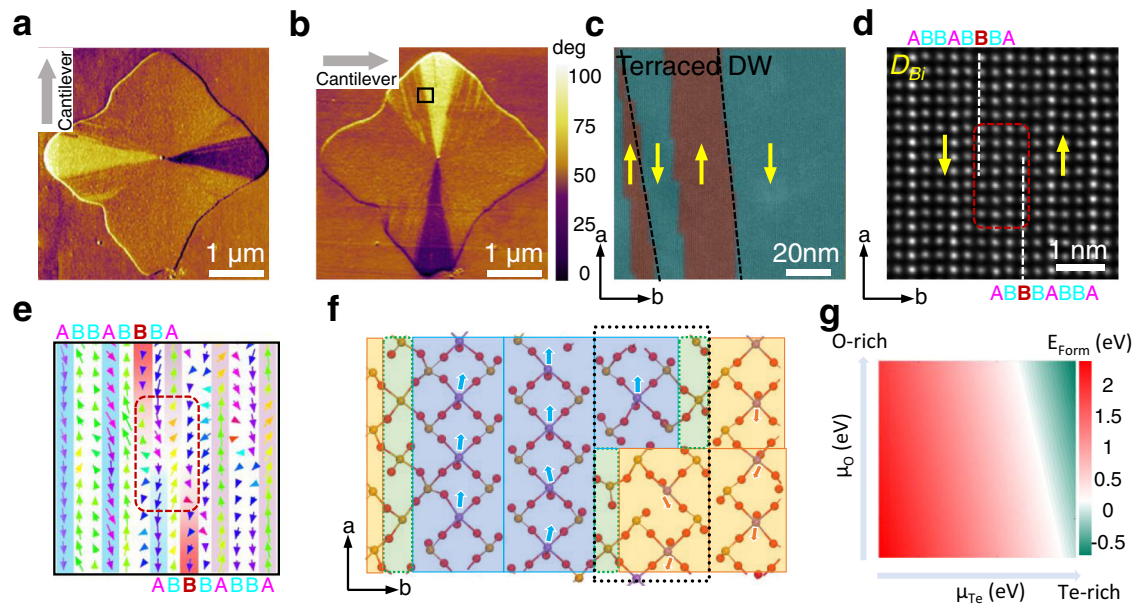 a
Cantilever
1 μm
b
Cantilever
deg
100
75
50
25
0
1 μm
c
Terraced DW
a
b
20nm
d
ABBABBBA
D_Bi
a
b
1 nm
ABBBABBA
e
ABBABBBA
ABBBABBA
f
a
b
g
O-rich
E_Form (eV)
μ_O (eV)
2
1.5
1
0.5
0
-0.5
μ_Te (eV)
Te-rich